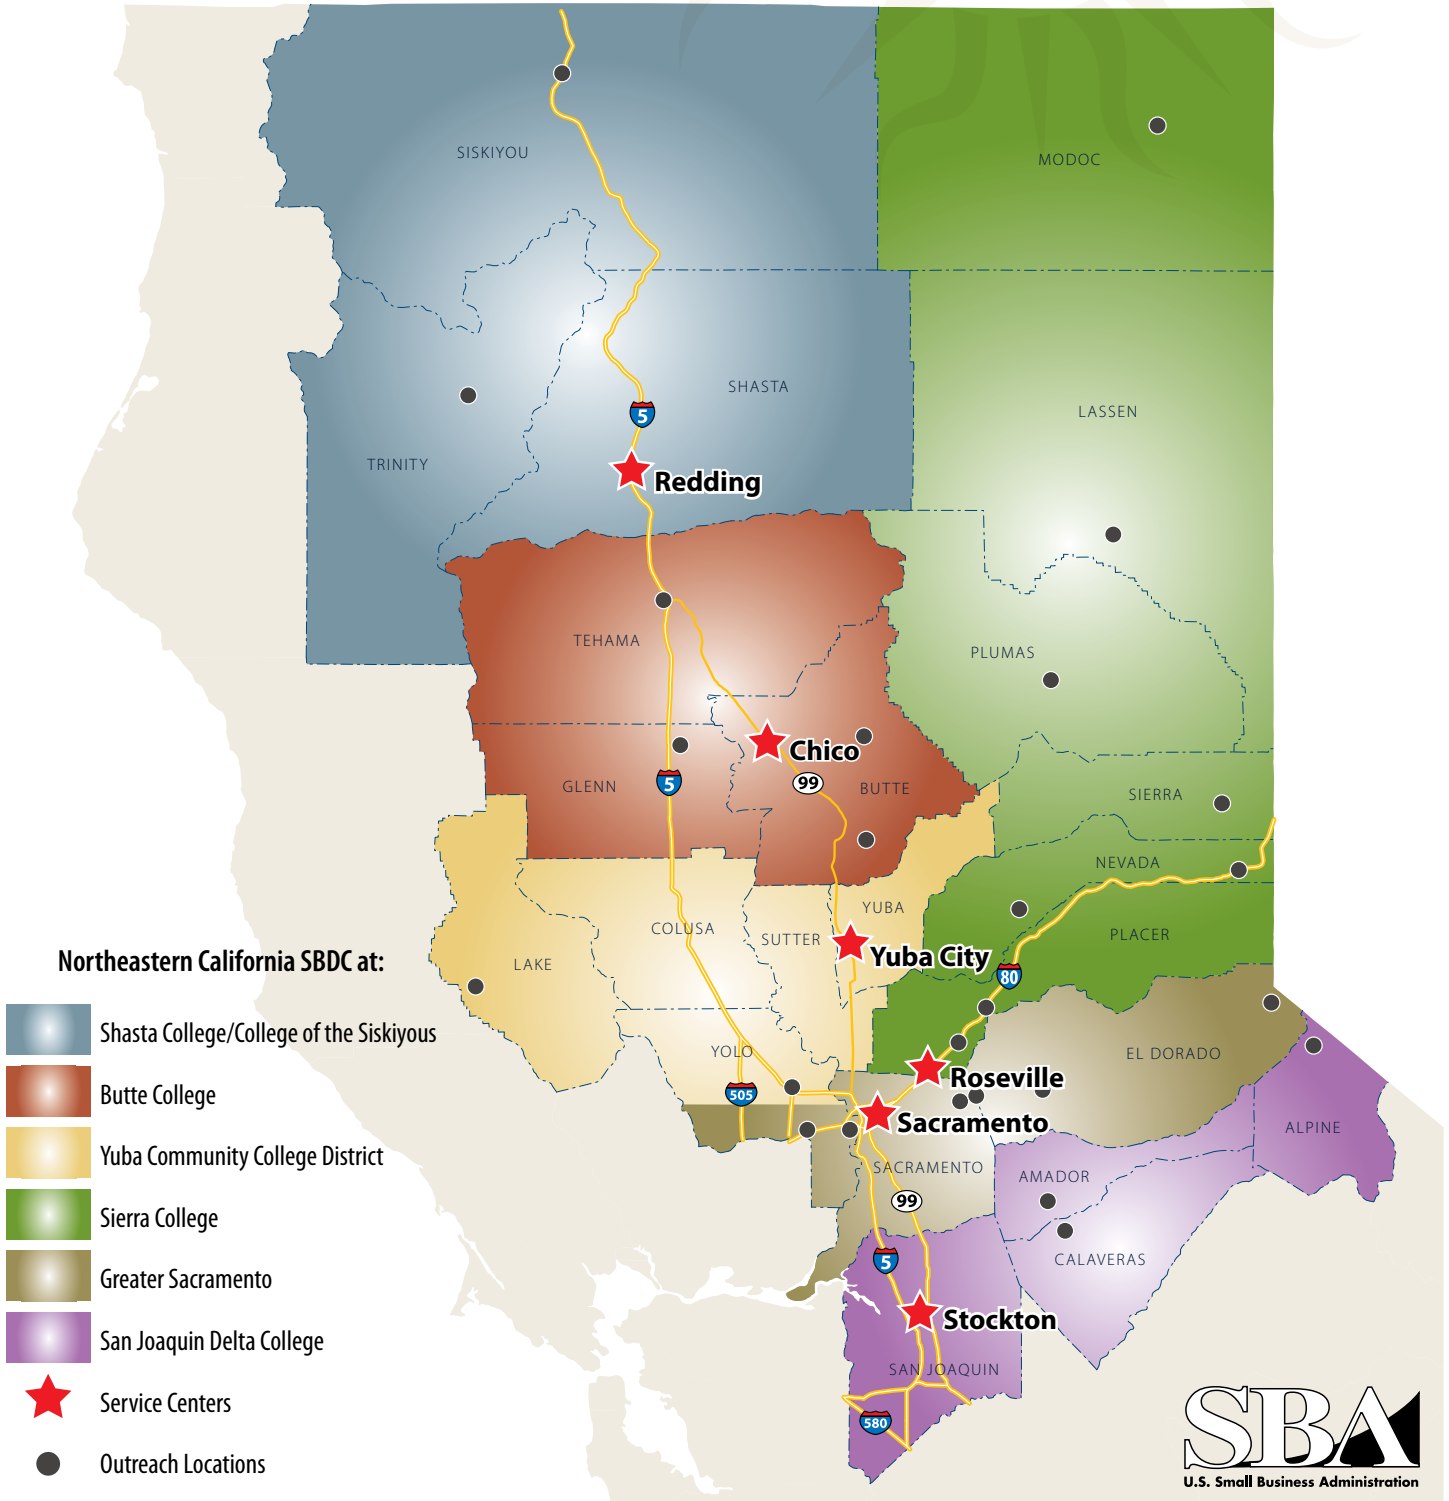 SISKIYOU
MODOC
SHASTA
5
LASSEN
TRINITY
Redding
TEHAMA
PLUMAS
Chico
99
5
GLENN
BUTTE
SIERRA
NEVADA
YUBA
COLUSA
SUTTER
PLACER
Yuba City
LAKE
80
Northeastern California SBDC at:
Shasta College/College of the Siskiyous
Butte College
Yuba Community College District
Sierra College
Greater Sacramento
San Joaquin Delta College
Service Centers
Outreach Locations
YOLO
EL DORADO
Roseville
505
Sacramento
ALPINE
SACRAMENTO
AMADOR
99
5
CALAVERAS
Stockton
SAN JOAQUIN
580
SBA
U.S. Small Business Administration